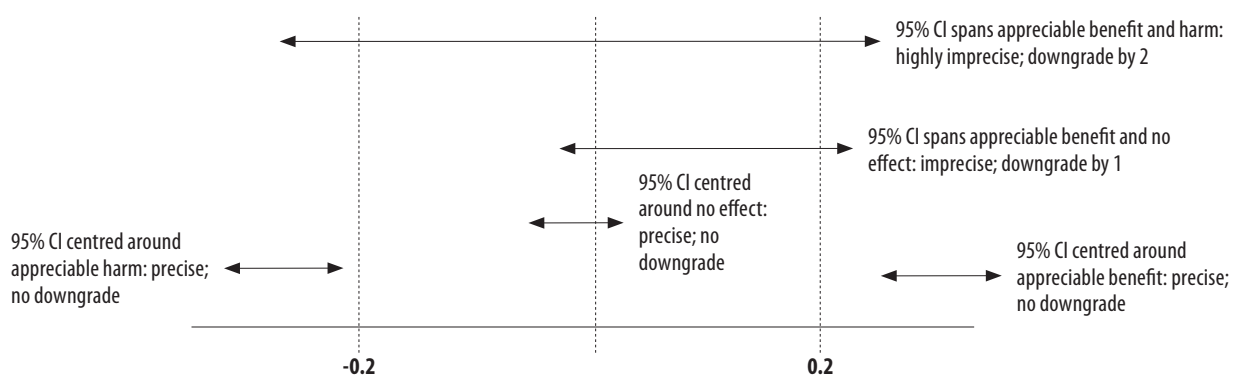 95% CI spans appreciable benefit and harm:
highly imprecise; downgrade by 2
95% CI spans appreciable benefit and no
effect: imprecise; downgrade by 1
95% CI centred
around no effect:
precise; no
downgrade
95% CI centred around
appreciable harm: precise;
no downgrade
95% CI centred around
appreciable benefit: precise;
no downgrade
-0.2
0.2